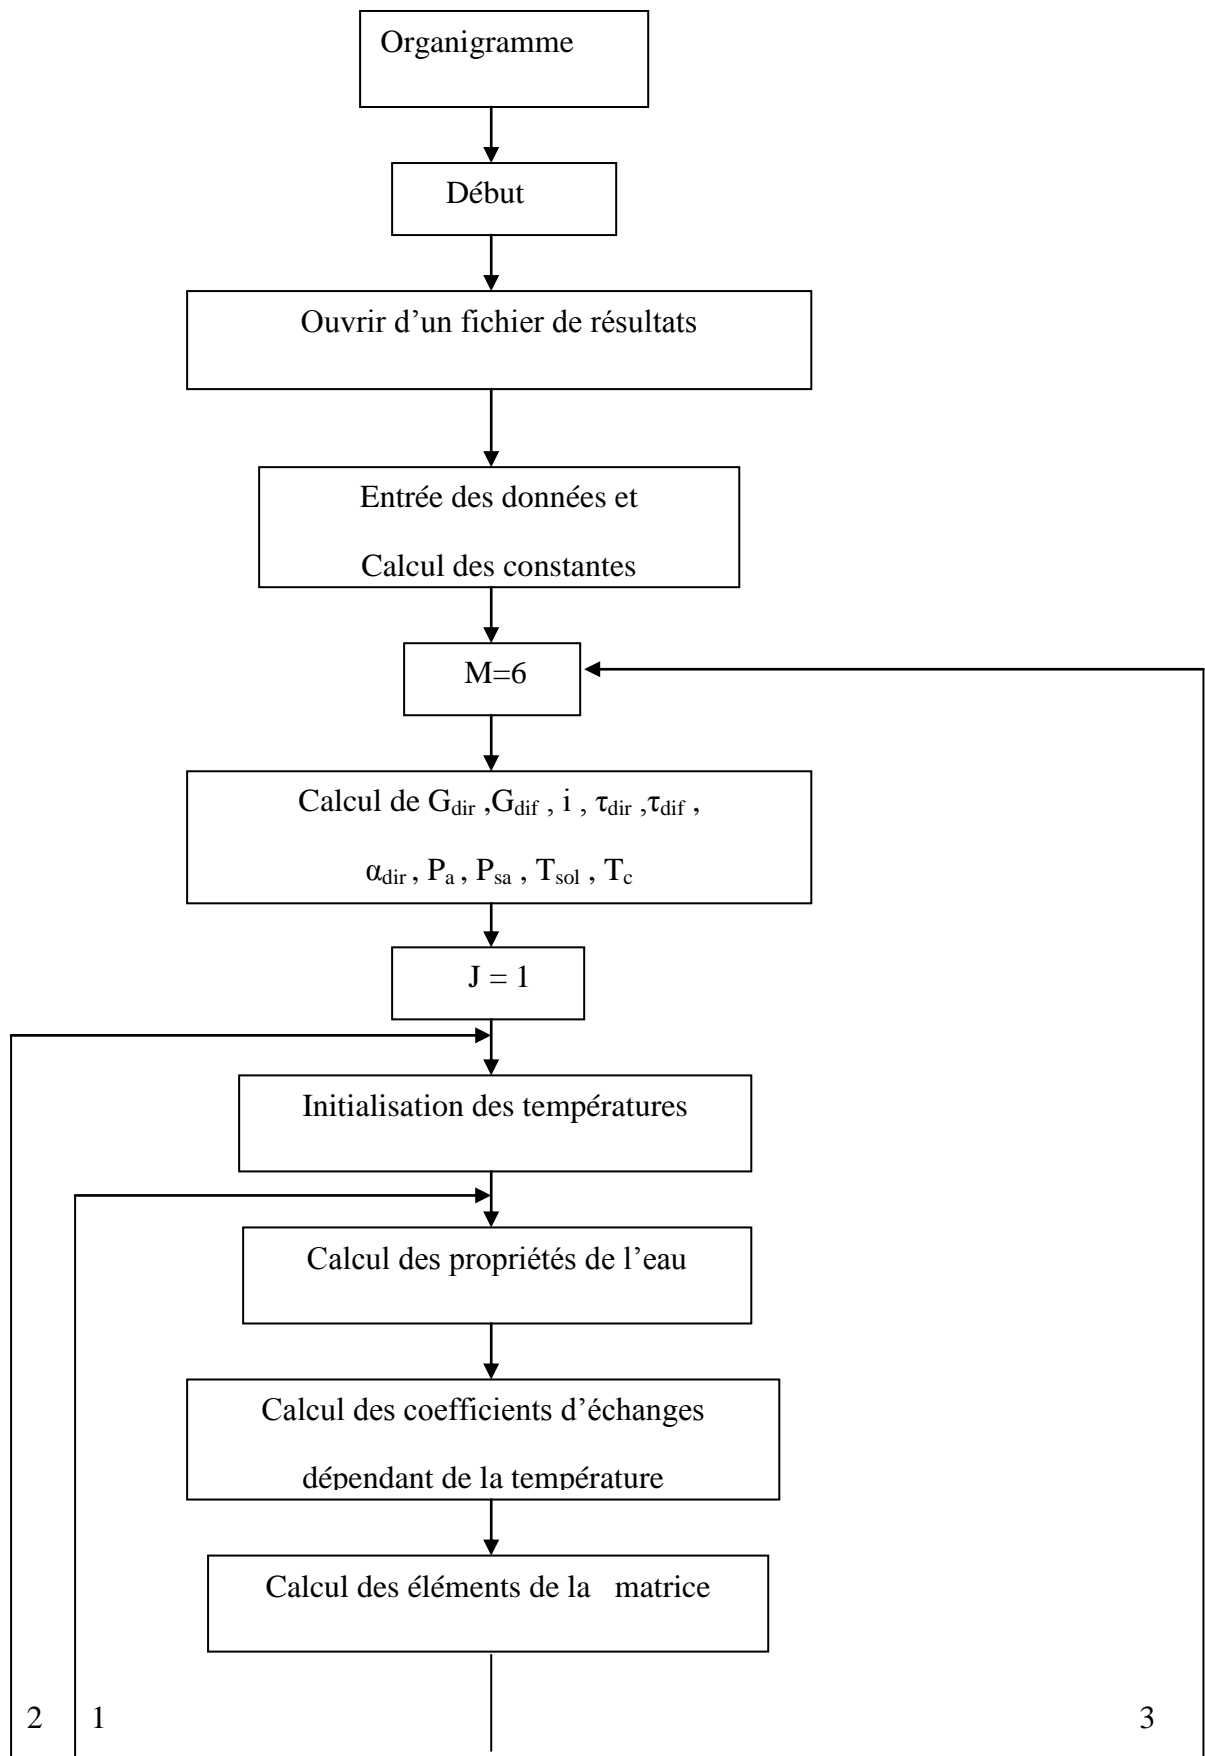 Organigramme
Début
Ouvrir d’un fichier de résultats
Entrée des données et
Calcul des constantes
M=6
Calcul de G_dir ,G_dif , i , τ_dir ,τ_dif ,
α_dir , P_a , P_sa , T_sol , T_c
J = 1
Initialisation des températures
Calcul des propriétés de l’eau
Calcul des coefficients d’échanges
dépendant de la température
Calcul des éléments de la matrice
2 1 3